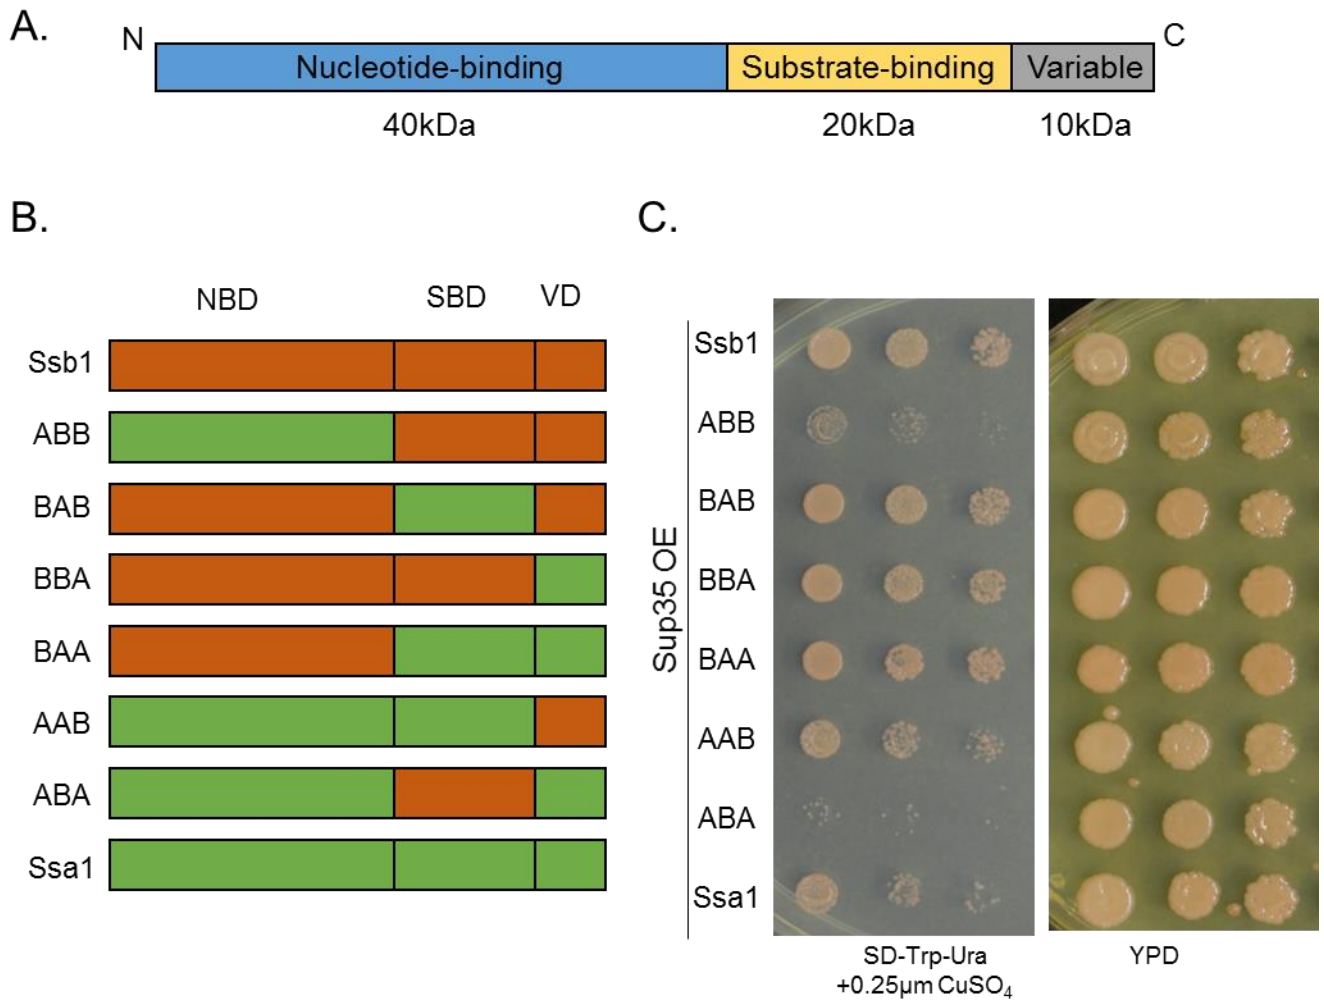 A.
N
C
Nucleotide-binding
Substrate-binding
Variable
40kDa
20kDa
10kDa
B.
NBD
SBD
VD
Ssb1
ABB
BAB
BBA
BAA
AAB
ABA
Ssa1
C.
Sup35 OE
Ssb1
ABB
BAB
BBA
BAA
AAB
ABA
Ssa1
SD-Trp-Ura
+0.25µm CuSO₄
YPD